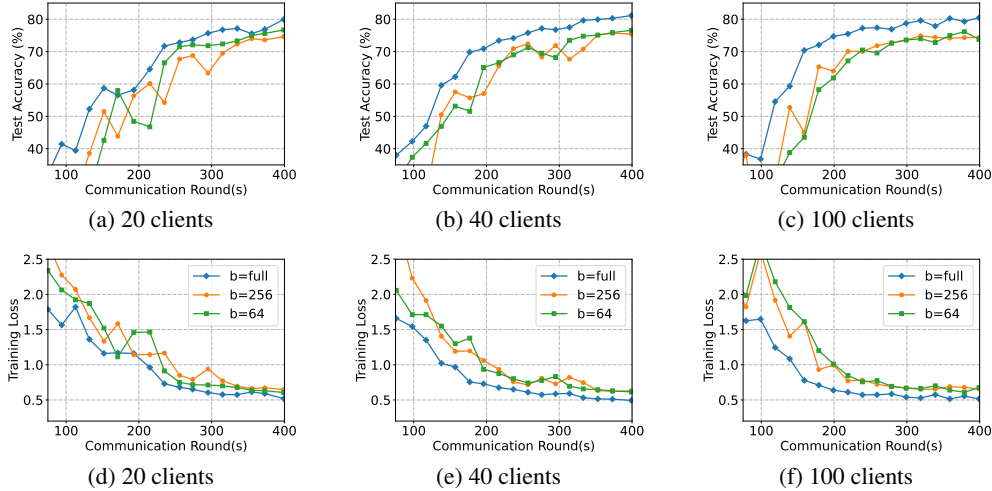 80
70
60
50
40
Test Accuracy (%)
100 200 300 400
Communication Round(s)
(a) 20 clients
80
70
60
50
40
Test Accuracy (%)
100 200 300 400
Communication Round(s)
(b) 40 clients
80
70
60
50
40
Test Accuracy (%)
100 200 300 400
Communication Round(s)
(c) 100 clients
2.5
2.0
1.5
1.0
0.5
Training Loss
b=full
b=256
b=64
100 200 300 400
Communication Round(s)
(d) 20 clients
2.5
2.0
1.5
1.0
0.5
Training Loss
b=full
b=256
b=64
100 200 300 400
Communication Round(s)
(e) 40 clients
2.5
2.0
1.5
1.0
0.5
Training Loss
b=full
b=256
b=64
100 200 300 400
Communication Round(s)
(f) 100 clients